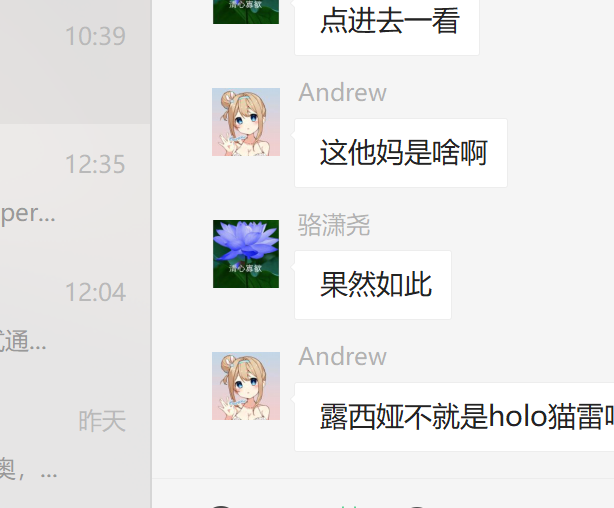 10:39
12:35
per...
12:04
通...
昨天
奥，...
清心寡欲
点进去一看
Andrew
这他妈是啥啊
骆潇尧
清心寡欲
果然如此
Andrew
露西娅不就是holo猫雷